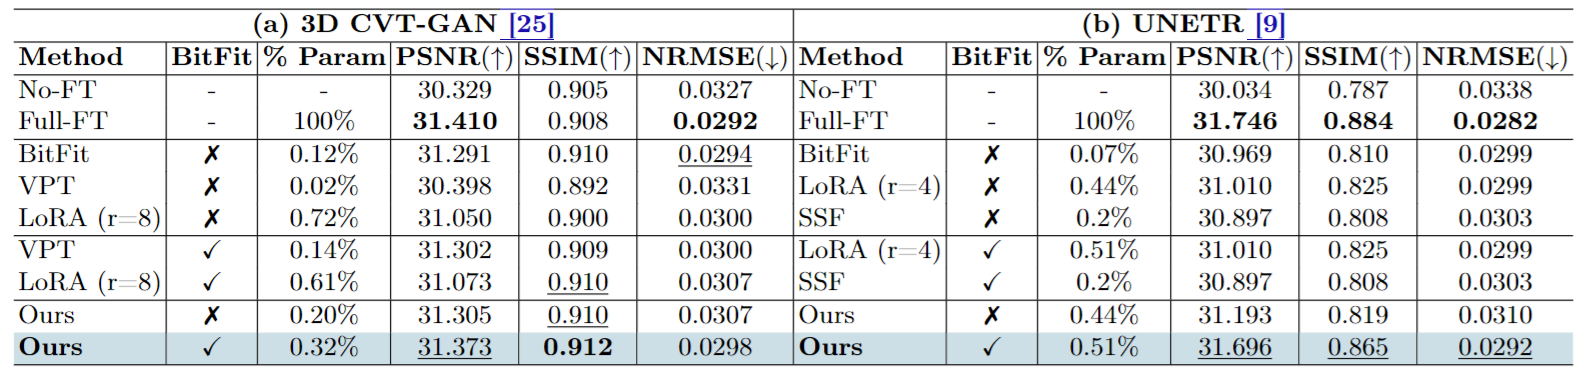 (a) 3D CVT-GAN [25] (b) UNETR [9]
Method BitFit % Param PSNR(↑) SSIM(↑) NRMSE(↓) Method BitFit % Param PSNR(↑) SSIM(↑) NRMSE(↓)
No-FT - - 30.329 0.905 0.0327 No-FT - - 30.034 0.787 0.0338
Full-FT - 100% 31.410 0.908 0.0292 Full-FT - 100% 31.746 0.884 0.0282
BitFit ✗ 0.12% 31.291 0.910 0.0294 BitFit ✗ 0.07% 30.969 0.810 0.0299
VPT ✗ 0.02% 30.398 0.892 0.0331 LoRA (r=4) ✗ 0.44% 31.010 0.825 0.0299
LoRA (r=8) ✗ 0.72% 31.050 0.900 0.0300 SSF ✗ 0.2% 30.897 0.808 0.0303
VPT ✓ 0.14% 31.302 0.909 0.0300 LoRA (r=4) ✓ 0.51% 31.010 0.825 0.0299
LoRA (r=8) ✓ 0.61% 31.073 0.910 0.0307 SSF ✓ 0.2% 30.897 0.808 0.0303
Ours ✗ 0.20% 31.305 0.910 0.0307 Ours ✗ 0.44% 31.193 0.819 0.0310
Ours ✓ 0.32% 31.373 0.912 0.0298 Ours ✓ 0.51% 31.696 0.865 0.0292